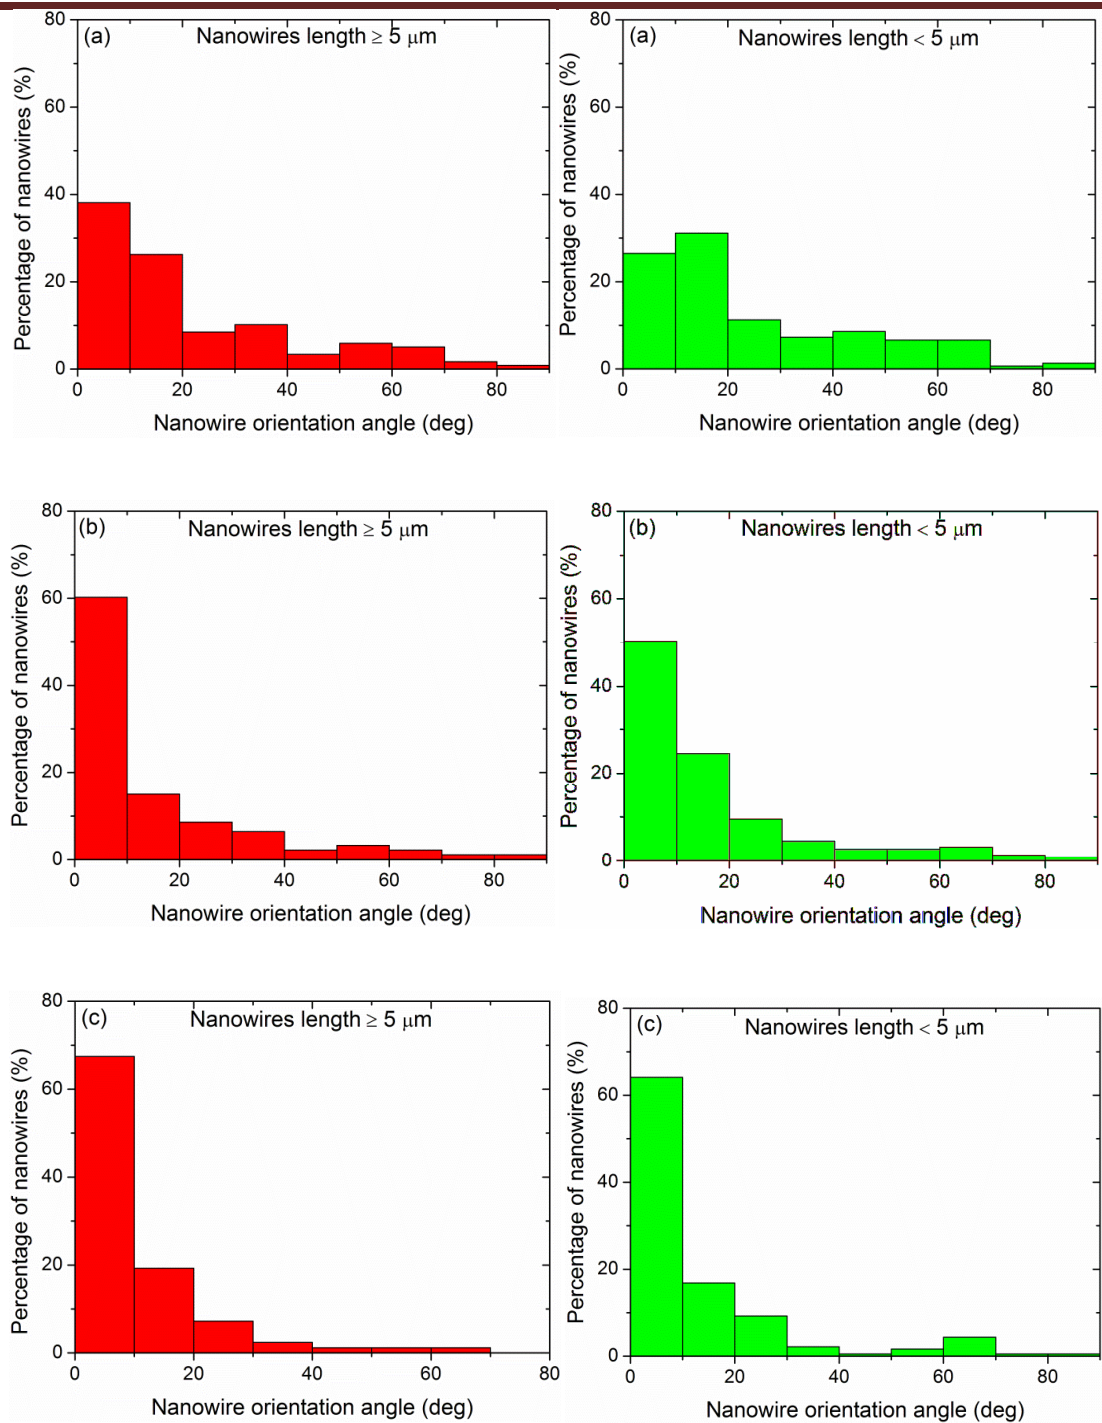 (a) Nanowires length ≥ 5 μm
Percentage of nanowires (%)
80
60
40
20
0
0 20 40 60 80
Nanowire orientation angle (deg)
(a) Nanowires length < 5 μm
Percentage of nanowires (%)
80
60
40
20
0
0 20 40 60 80
Nanowire orientation angle (deg)
(b) Nanowires length ≥ 5 μm
Percentage of nanowires (%)
80
60
40
20
0
0 20 40 60 80
Nanowire orientation angle (deg)
(b) Nanowires length < 5 μm
Percentage of nanowires (%)
80
60
40
20
0
0 20 40 60 80
Nanowire orientation angle (deg)
(c) Nanowires length ≥ 5 μm
Percentage of nanowires (%)
80
60
40
20
0
0 20 40 60 80
Nanowire orientation angle (deg)
(c) Nanowires length < 5 μm
Percentage of nanowires (%)
80
60
40
20
0
0 20 40 60 80
Nanowire orientation angle (deg)